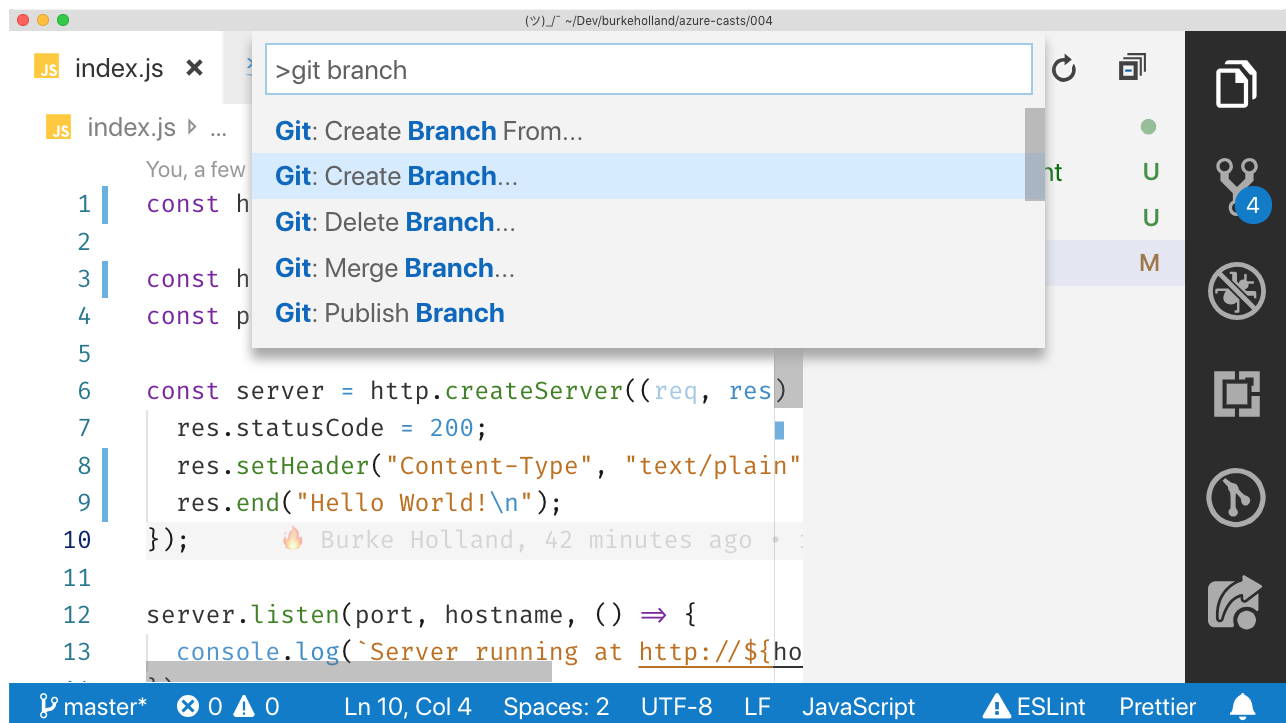 (ツ)_/¯ ~/Dev/burkeholland/azure-casts/004
JS index.js ×
>git branch
JS index.js ▹ ...
Git: Create Branch From...
Git: Create Branch...
Git: Delete Branch...
Git: Merge Branch...
Git: Publish Branch
nt U
U
M
4
You, a few
1 const h
2
3 const h
4 const p
5
6 const server = http.createServer((req, res)
7 res.statusCode = 200;
8 res.setHeader("Content-Type", "text/plain"
9 res.end("Hello World!\n");
10 }); 🔥 Burke Holland, 42 minutes ago •
11
12 server.listen(port, hostname, () => {
13 console.log(`Server running at http://${ho
master* 0 0 Ln 10, Col 4 Spaces: 2 UTF-8 LF JavaScript ESLint Prettier